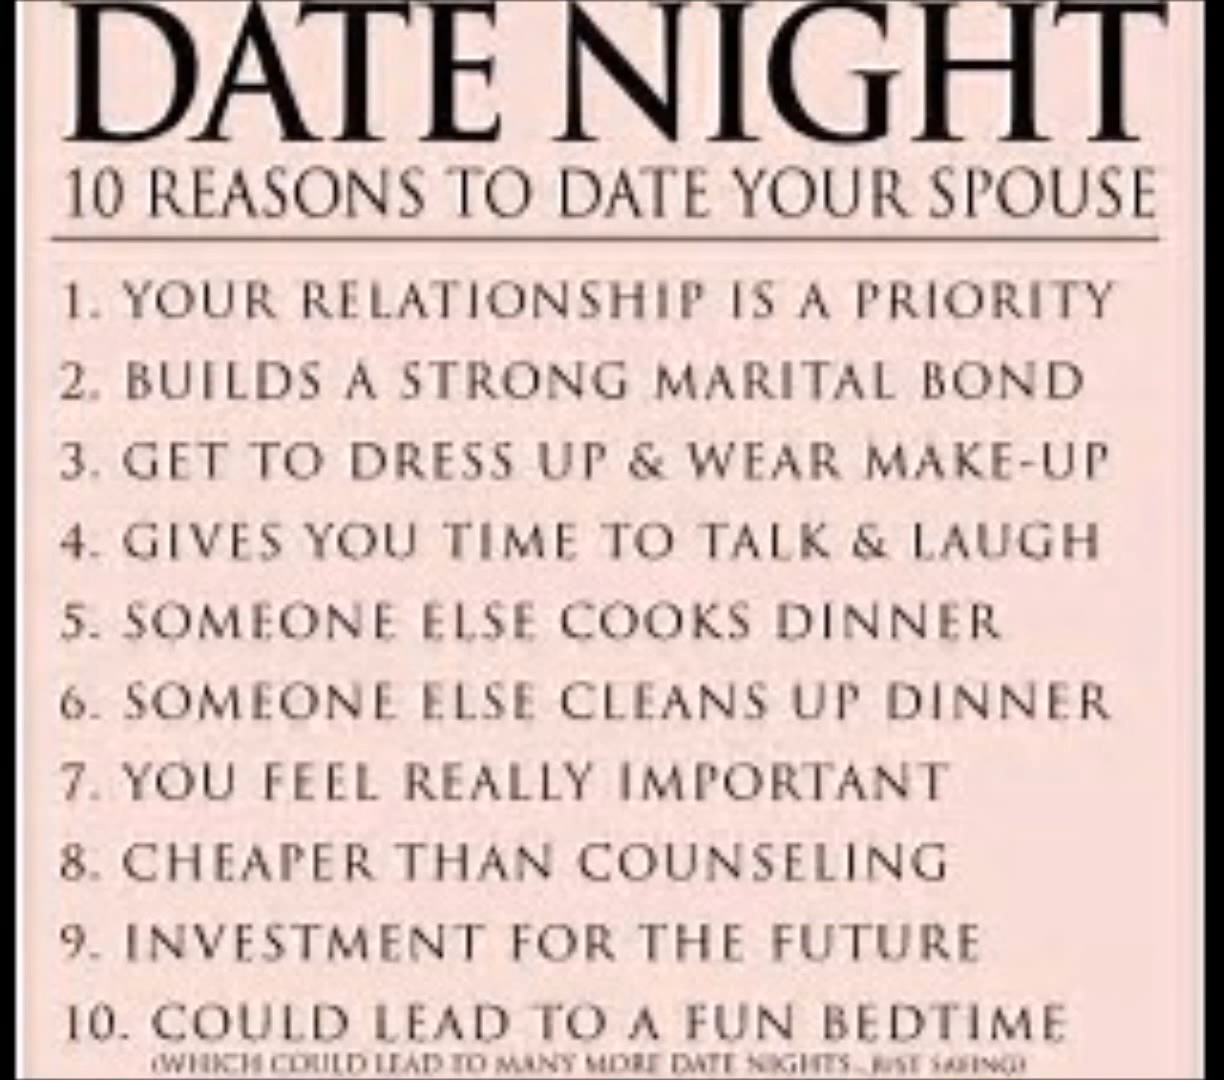 DATE NIGHT
10 REASONS TO DATE YOUR SPOUSE
1. YOUR RELATIONSHIP IS A PRIORITY
2. BUILDS A STRONG MARITAL BOND
3. GET TO DRESS UP & WEAR MAKE-UP
4. GIVES YOU TIME TO TALK & LAUGH
5. SOMEONE ELSE COOKS DINNER
6. SOMEONE ELSE CLEANS UP DINNER
7. YOU FEEL REALLY IMPORTANT
8. CHEAPER THAN COUNSELING
9. INVESTMENT FOR THE FUTURE
10. COULD LEAD TO A FUN BEDTIME
(WHICH COULD LEAD TO MANY MORE DATE NIGHTS... JUST SAYING)